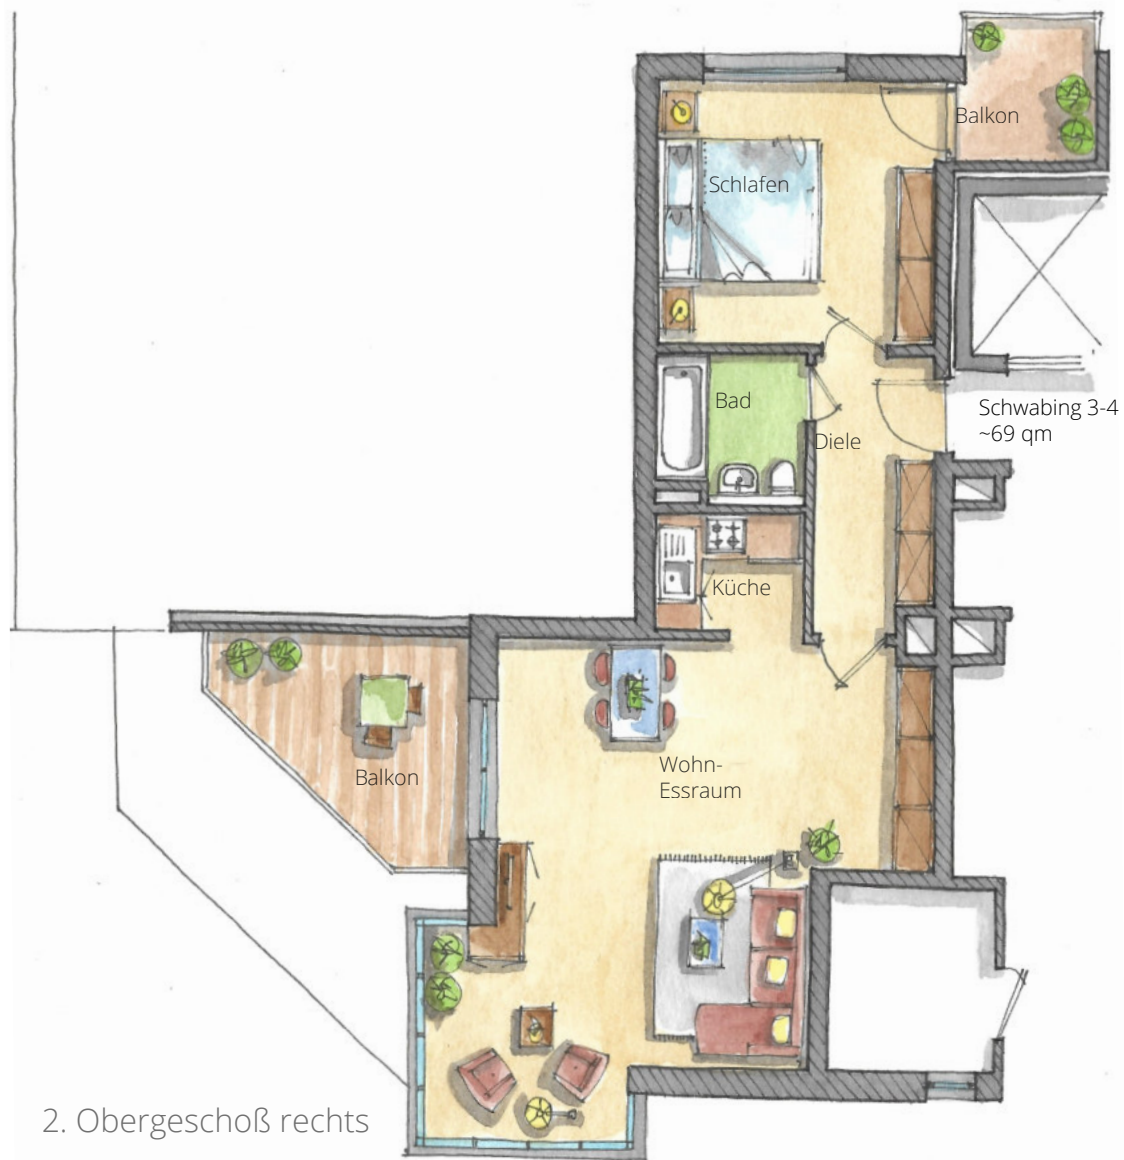 Balkon
Schlafen
Bad
Schwabing 3-4
~69 qm
Diele
Küche
Wohn-
Essraum
Balkon
2. Obergeschoß rechts